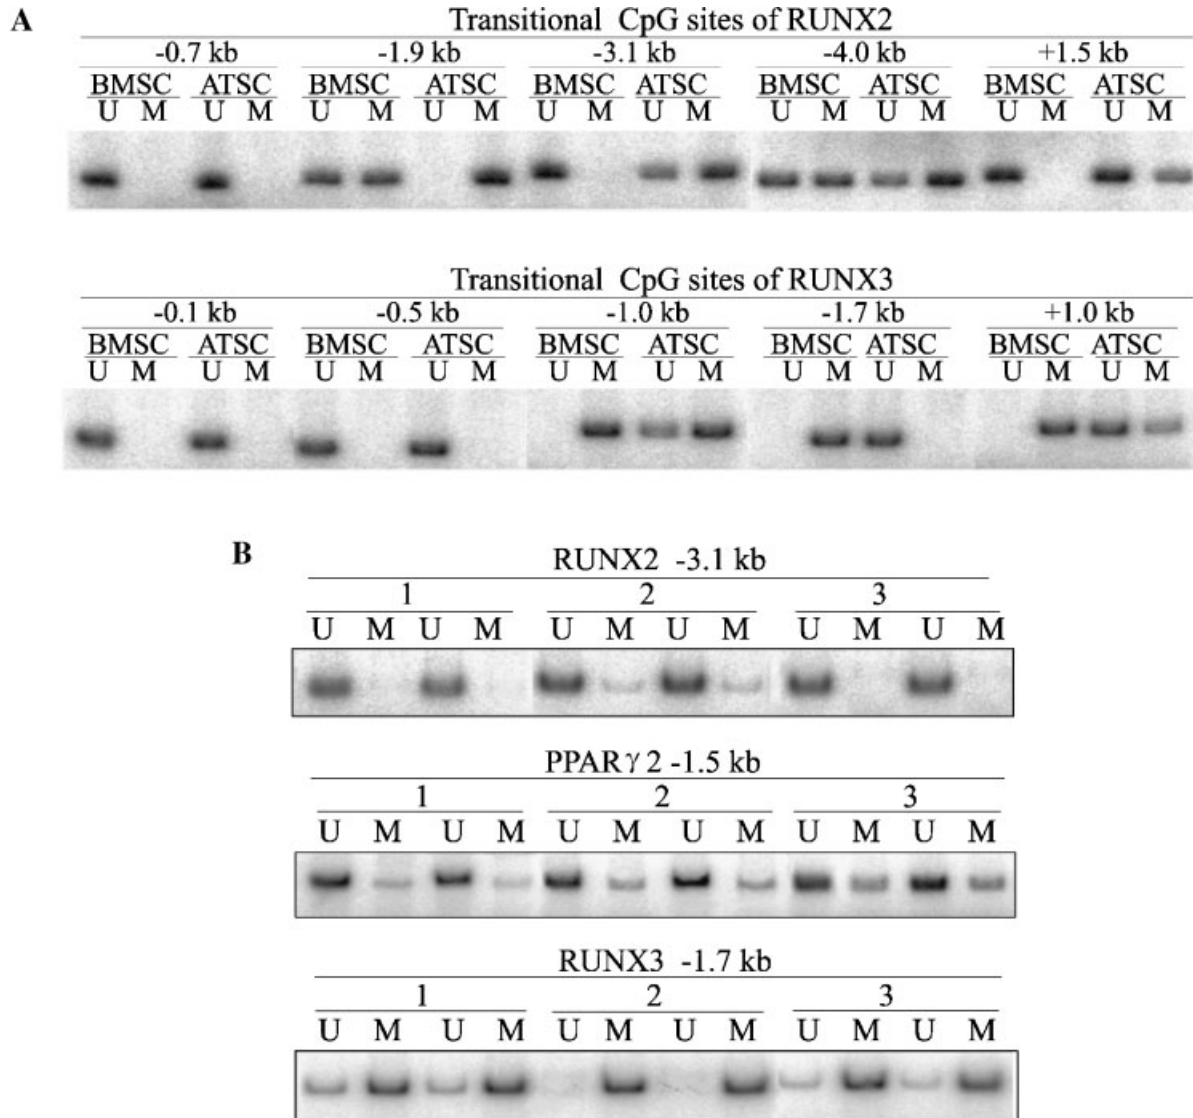 A
Transitional CpG sites of RUNX2
-0.7 kb -1.9 kb -3.1 kb -4.0 kb +1.5 kb
BMSC ATSC BMSC ATSC BMSC ATSC BMSC ATSC BMSC ATSC
U M U M U M U M U M U M U M U M U M U M
Transitional CpG sites of RUNX3
-0.1 kb -0.5 kb -1.0 kb -1.7 kb +1.0 kb
BMSC ATSC BMSC ATSC BMSC ATSC BMSC ATSC BMSC ATSC
U M U M U M U M U M U M U M U M U M U M
B
RUNX2 -3.1 kb
1 2 3
U M U M U M U M U M U M
PPARγ2 -1.5 kb
1 2 3
U M U M U M U M U M U M
RUNX3 -1.7 kb
1 2 3
U M U M U M U M U M U M